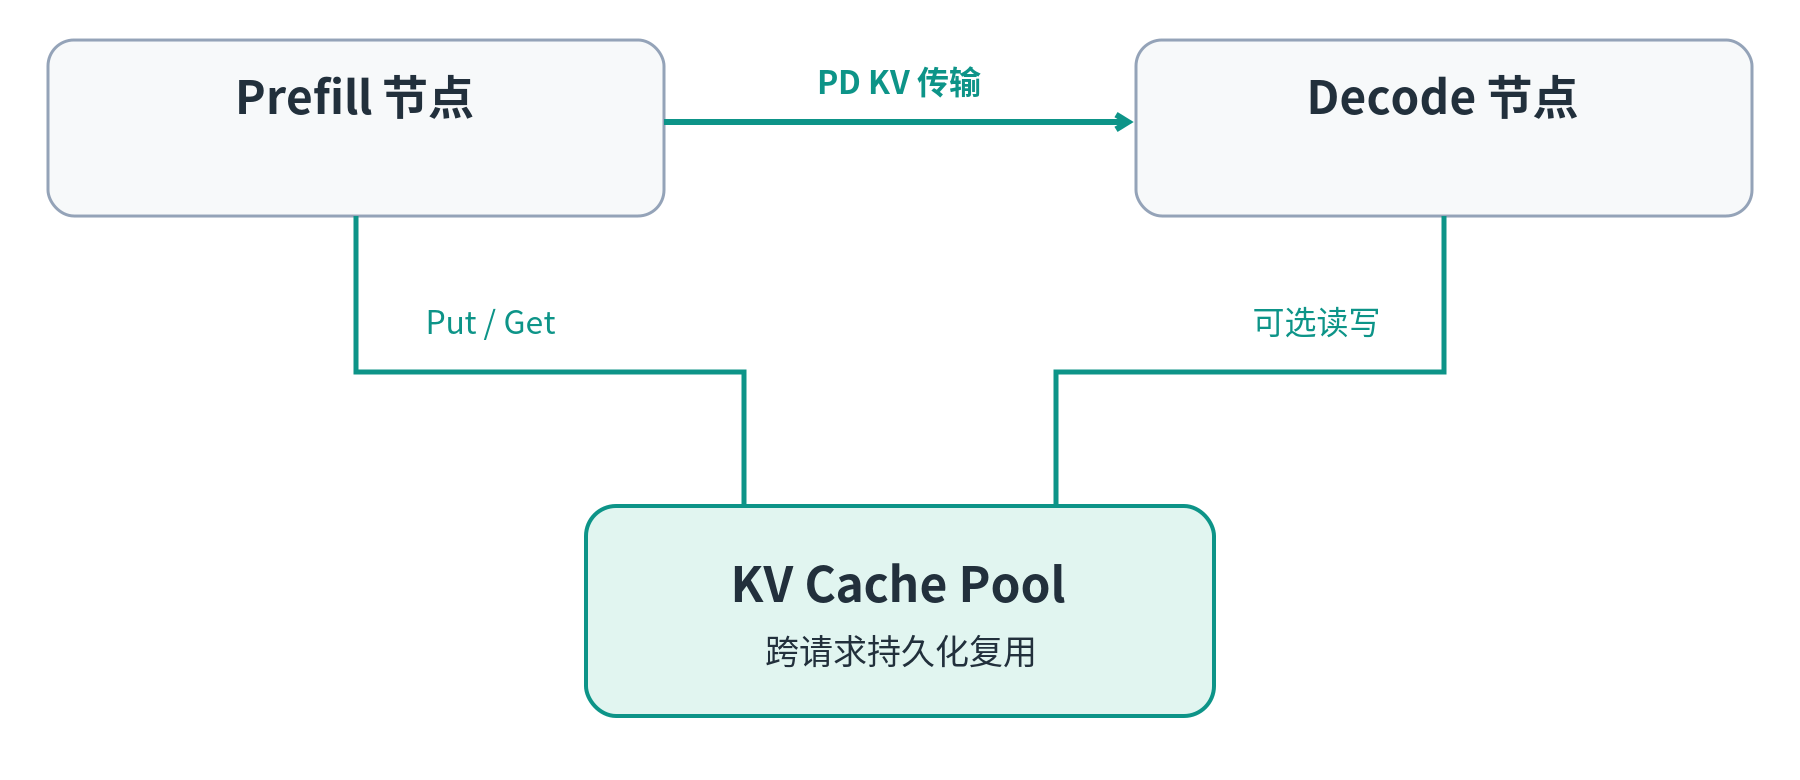 Prefill 节点
PD KV 传输
Decode 节点
Put / Get
可选读写
KV Cache Pool
跨请求持久化复用